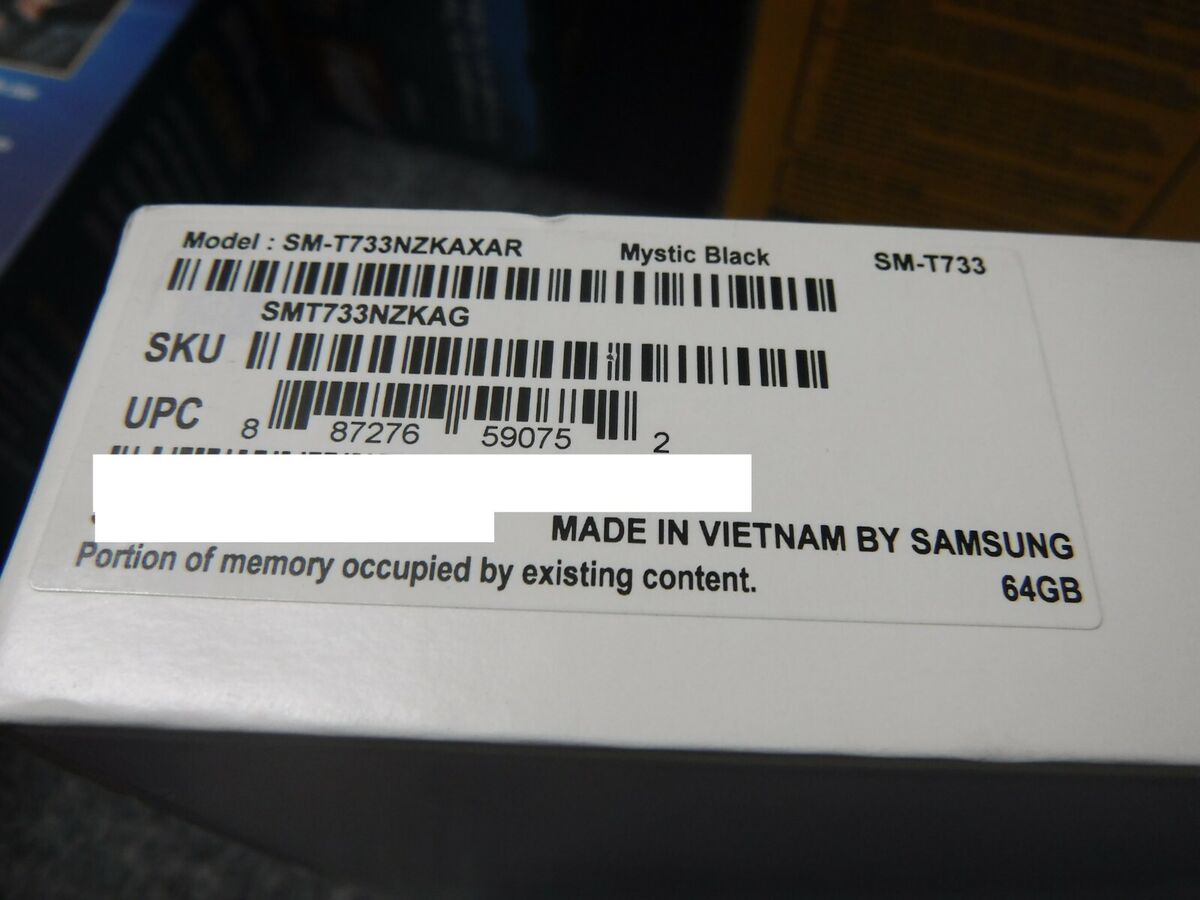 Model : SM-T733NZKAXAR Mystic Black SM-T733
SMT733NZKAG
SKU
UPC 8 87276 59075 2
MADE IN VIETNAM BY SAMSUNG
Portion of memory occupied by existing content. 64GB